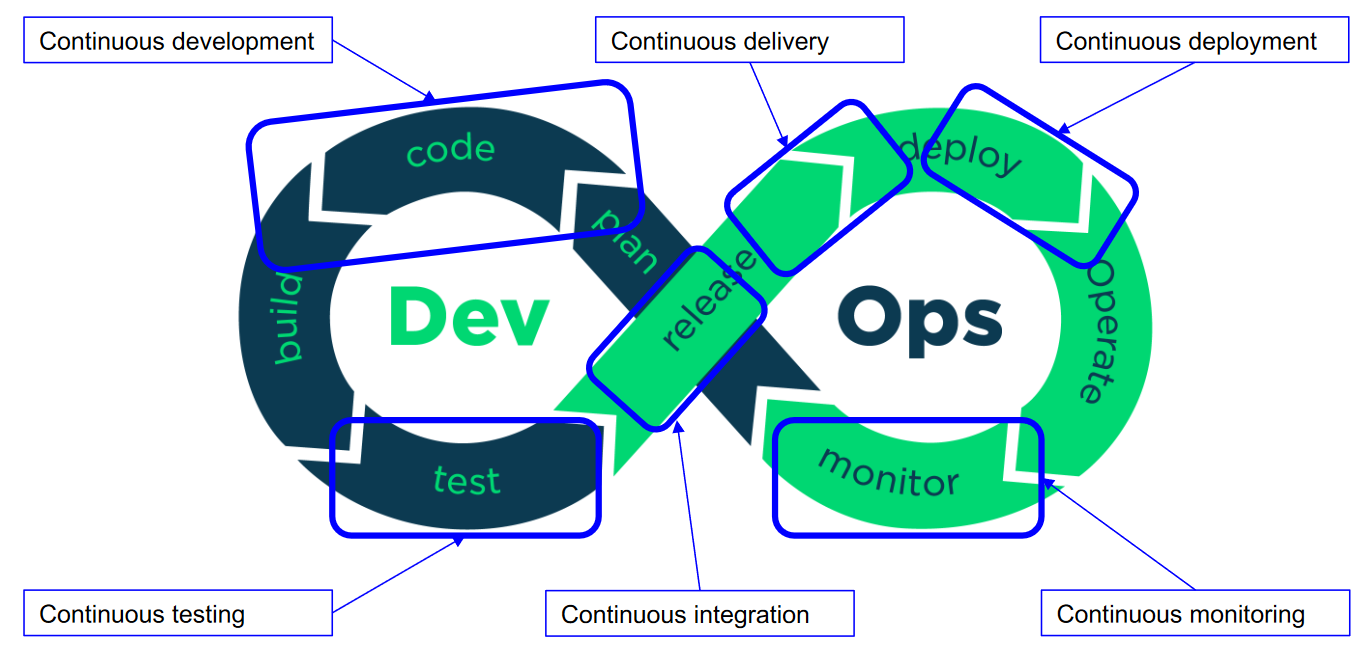 Continuous development
Continuous delivery
Continuous deployment
code
deploy
plan
release
build
Dev
Ops
Operate
test
monitor
Continuous testing
Continuous integration
Continuous monitoring